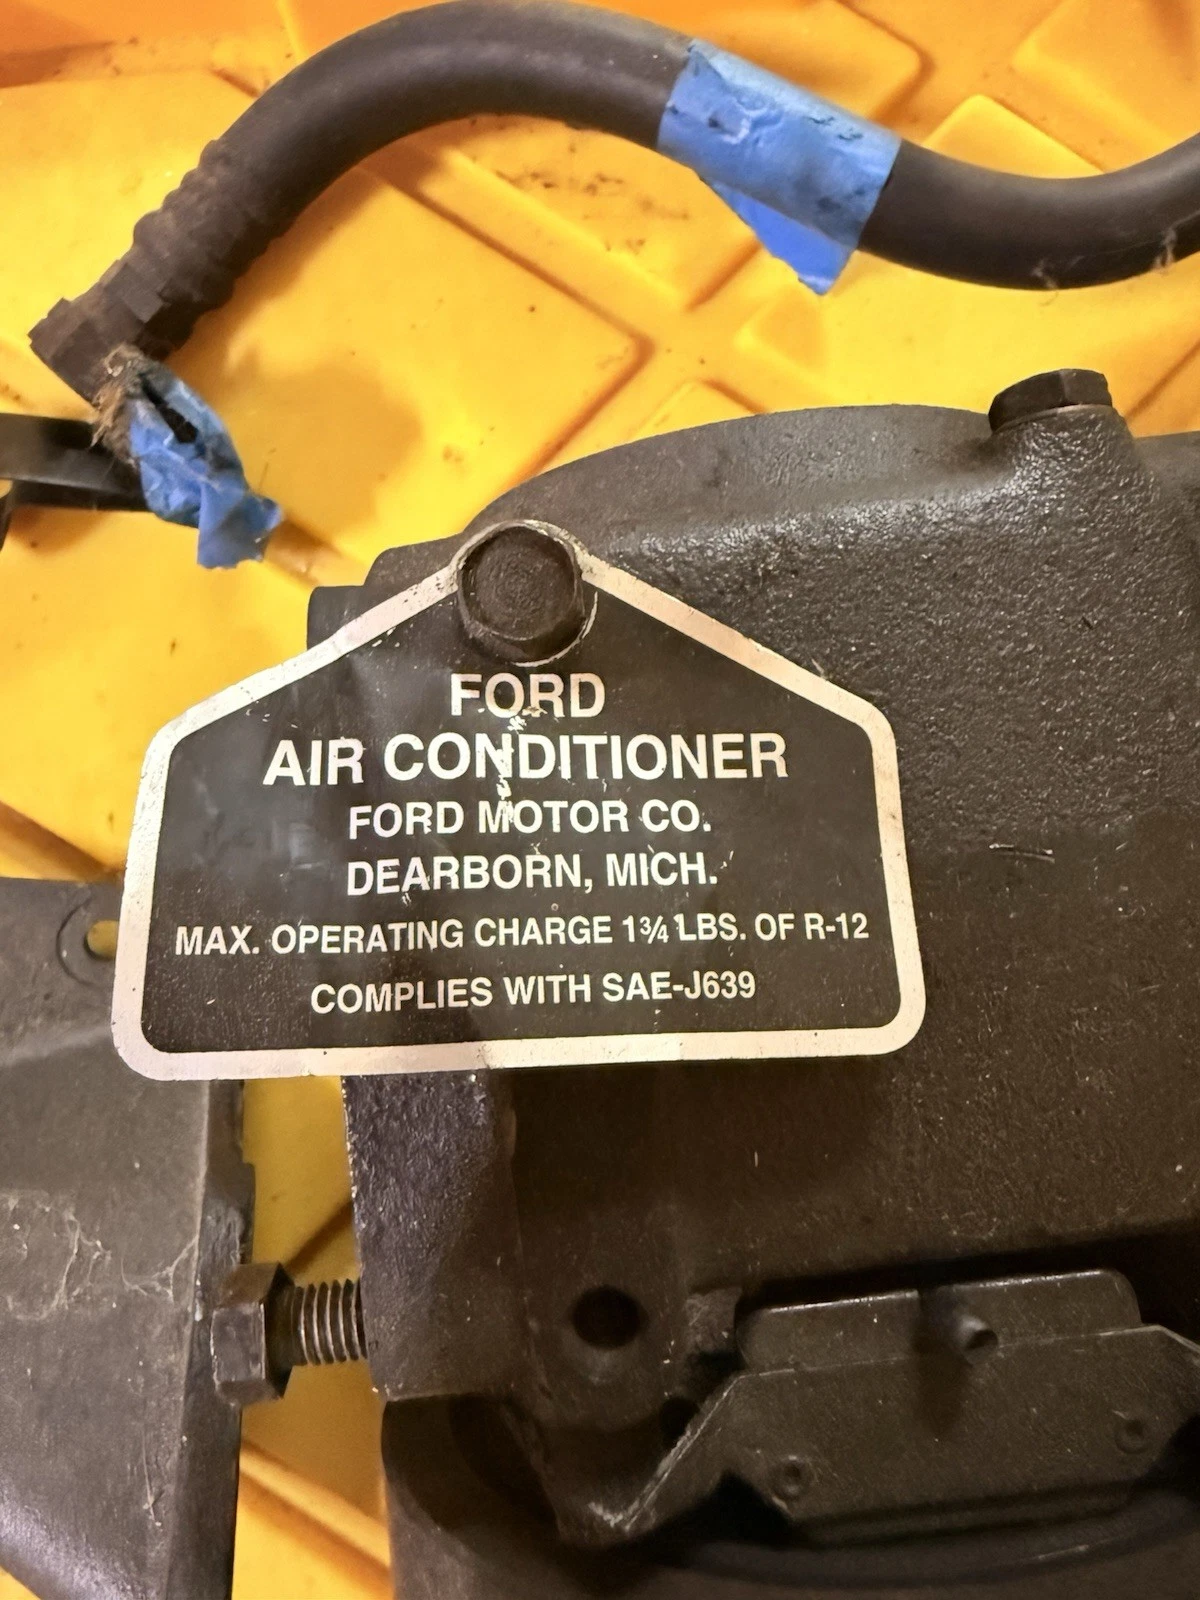 FORD
AIR CONDITIONER
FORD MOTOR CO.
DEARBORN, MICH.
MAX. OPERATING CHARGE 1¾ LBS. OF R-12
COMPLIES WITH SAE-J639